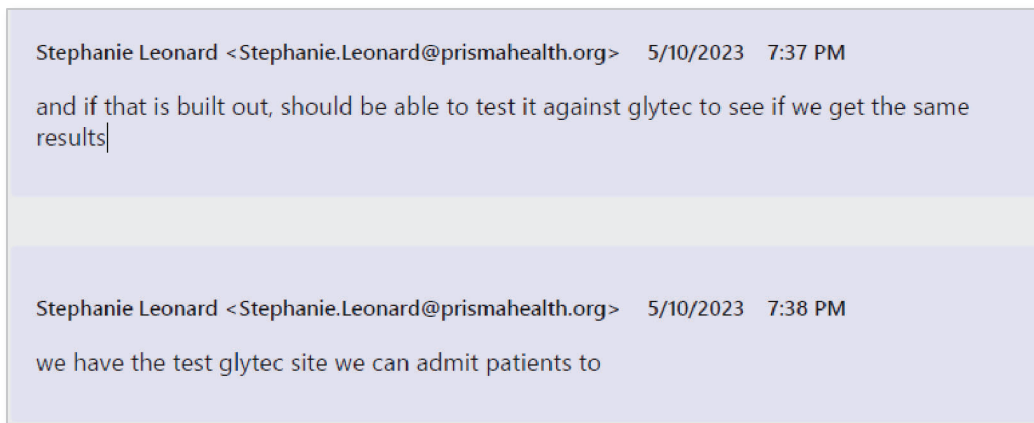 Stephanie Leonard <Stephanie.Leonard@prismahealth.org> 5/10/2023 7:37 PM
and if that is built out, should be able to test it against glytec to see if we get the same
results
Stephanie Leonard <Stephanie.Leonard@prismahealth.org> 5/10/2023 7:38 PM
we have the test glytec site we can admit patients to